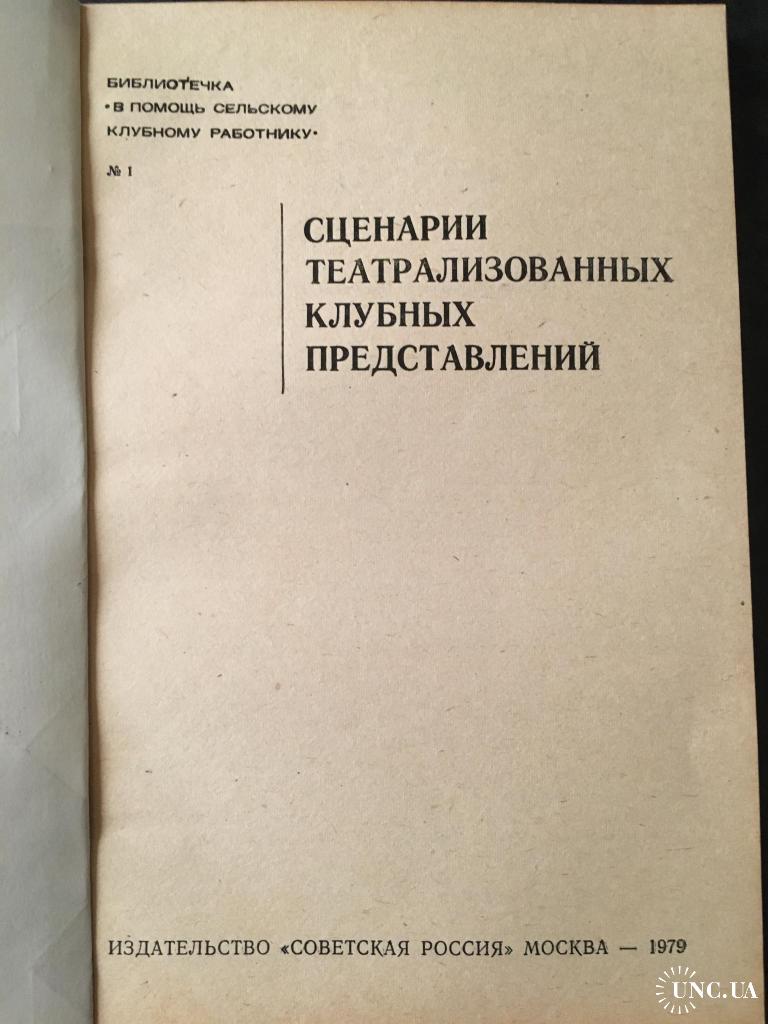 БИБЛИОТЕЧКА
«В ПОМОЩЬ СЕЛЬСКОМУ
КЛУБНОМУ РАБОТНИКУ»
№ 1
СЦЕНАРИИ
ТЕАТРАЛИЗОВАННЫХ
КЛУБНЫХ
ПРЕДСТАВЛЕНИЙ
ИЗДАТЕЛЬСТВО «СОВЕТСКАЯ РОССИЯ» МОСКВА — 1979
UNC.UA